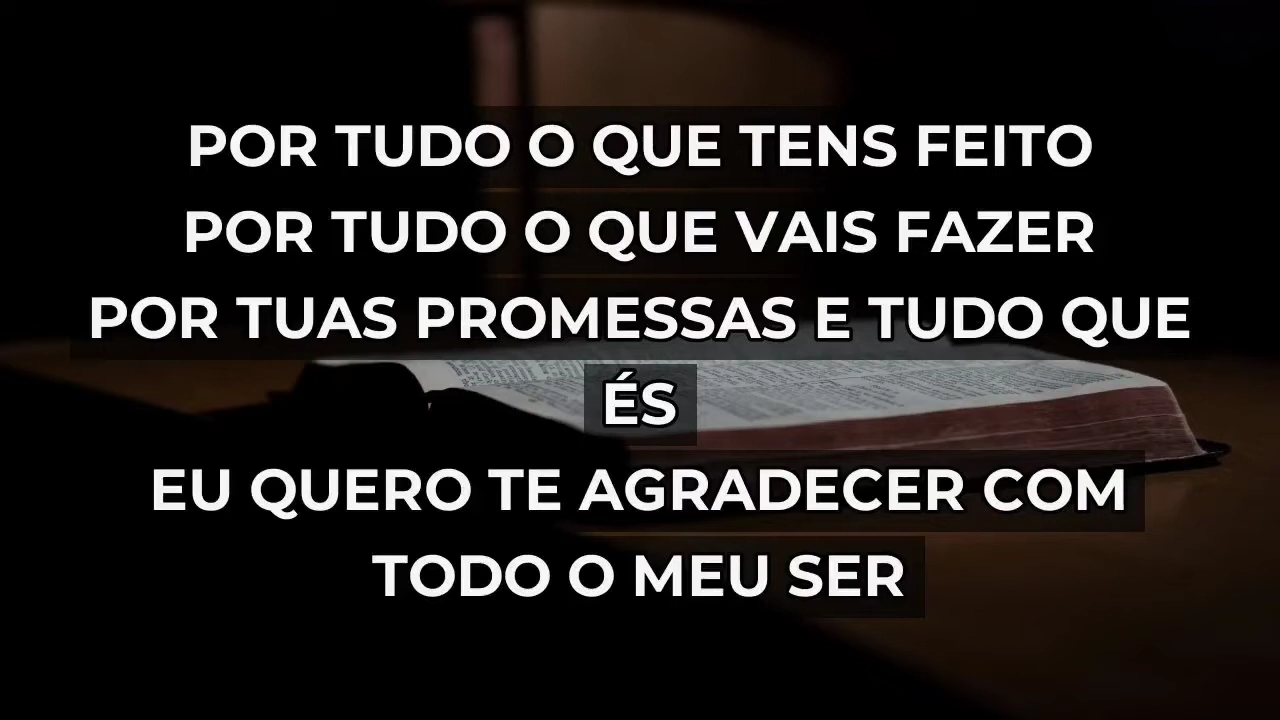 POR TUDO O QUE TENS FEITO
POR TUDO O QUE VAIS FAZER
POR TUAS PROMESSAS E TUDO QUE
ÉS
EU QUERO TE AGRADECER COM
TODO O MEU SER